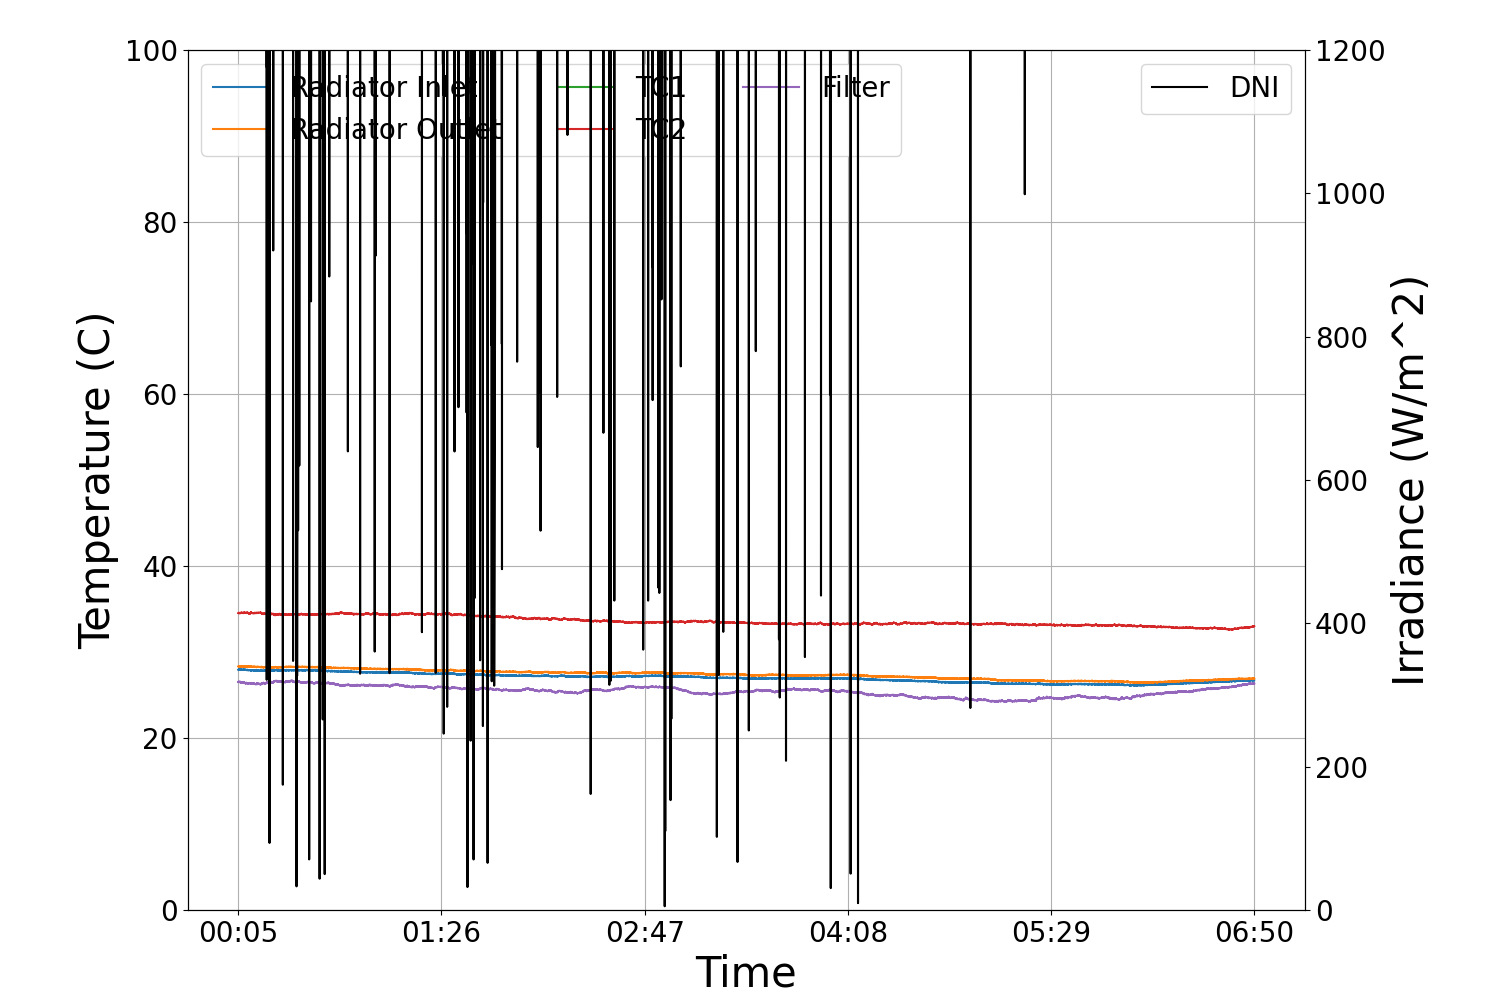 100
80
60
40
20
0
Temperature (C)
Radiator Inlet
Radiator Outlet
TC1
TC2
Filter
DNI
1200
1000
800
600
400
200
0
Irradiance (W/m^2)
00:05 01:26 02:47 04:08 05:29 06:50
Time